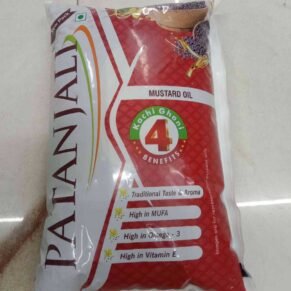 PATANJALI
MUSTARD OIL
Kachi Ghani
4
BENEFITS
Traditional Taste & Aroma
High in MUFA
High in Omega - 3
High in Vitamin E